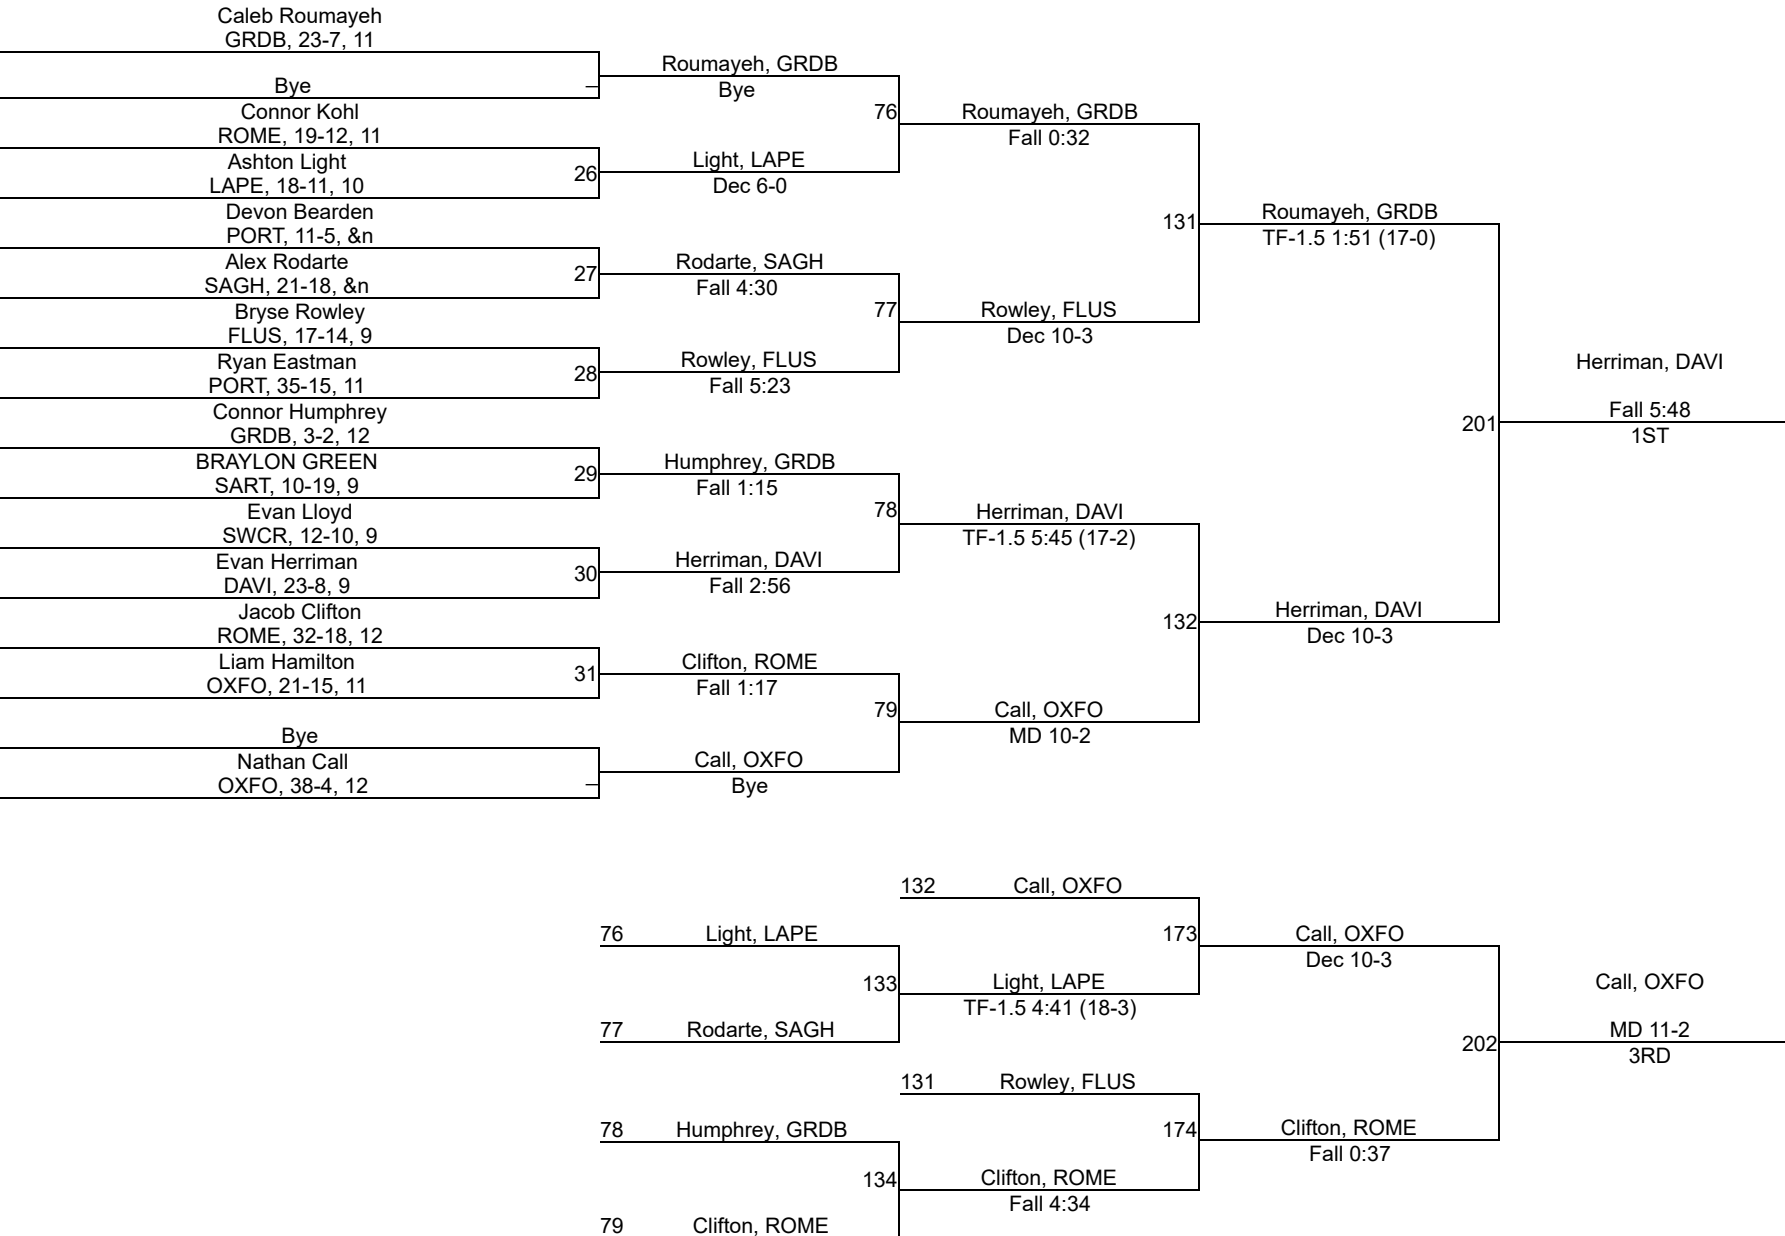 Caleb Roumayeh
GRDB, 23-7, 11
Bye
–
Connor Kohl
ROME, 19-12, 11
Ashton Light
LAPE, 18-11, 10
26
Devon Bearden
PORT, 11-5, &n
Alex Rodarte
SAGH, 21-18, &n
27
Bryse Rowley
FLUS, 17-14, 9
Ryan Eastman
PORT, 35-15, 11
28
Connor Humphrey
GRDB, 3-2, 12
BRAYLON GREEN
SART, 10-19, 9
29
Evan Lloyd
SWCR, 12-10, 9
Evan Herriman
DAVI, 23-8, 9
30
Jacob Clifton
ROME, 32-18, 12
Liam Hamilton
OXFO, 21-15, 11
31
Bye
Nathan Call
OXFO, 38-4, 12
–
Roumayeh, GRDB
Bye
76
Light, LAPE
Dec 6-0
Rodarte, SAGH
Fall 4:30
77
Rowley, FLUS
Fall 5:23
Humphrey, GRDB
Fall 1:15
78
Herriman, DAVI
Fall 2:56
Clifton, ROME
Fall 1:17
79
Call, OXFO
Bye
Roumayeh, GRDB
Fall 0:32
131
Rowley, FLUS
Dec 10-3
Herriman, DAVI
TF-1.5 5:45 (17-2)
132
Call, OXFO
MD 10-2
Roumayeh, GRDB
TF-1.5 1:51 (17-0)
201
Herriman, DAVI
Dec 10-3
Herriman, DAVI
Fall 5:48
1ST
132 Call, OXFO
76 Light, LAPE
133
77 Rodarte, SAGH
173
Light, LAPE
TF-1.5 4:41 (18-3)
131 Rowley, FLUS
78 Humphrey, GRDB
134
79 Clifton, ROME
174
Clifton, ROME
Fall 4:34
Call, OXFO
Dec 10-3
202
Clifton, ROME
Fall 0:37
Call, OXFO
MD 11-2
3RD